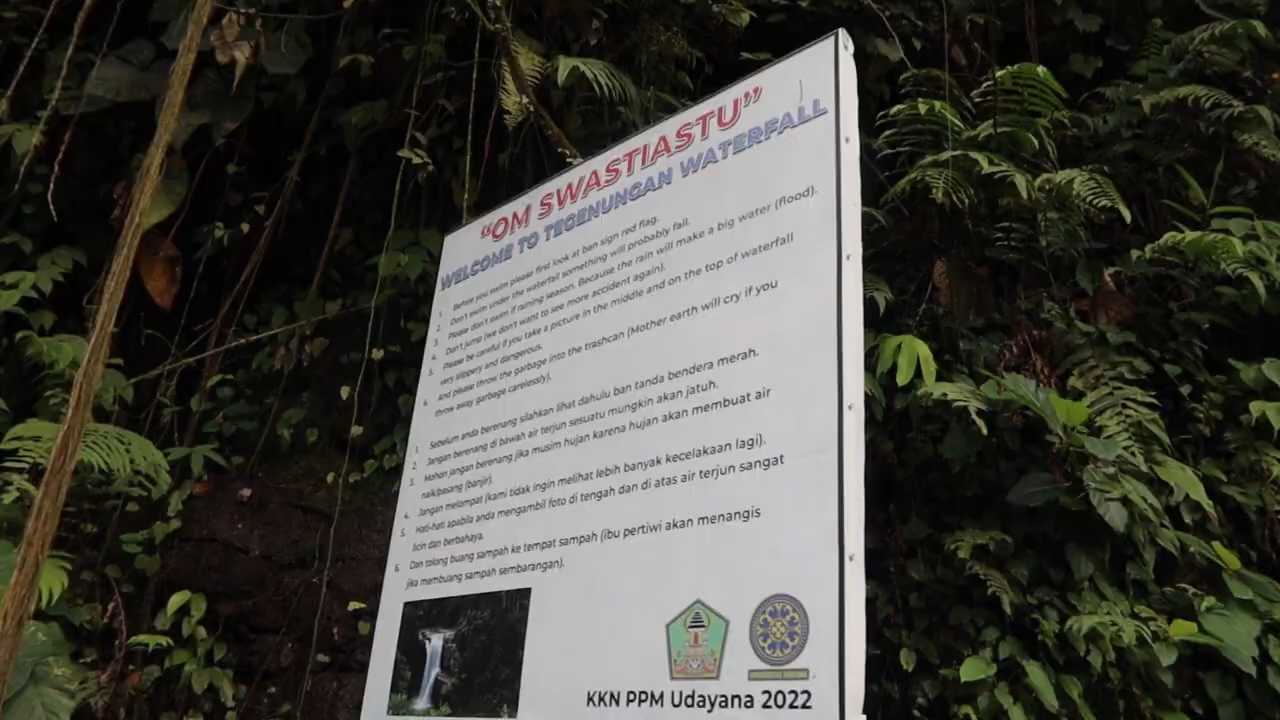 “OM SWASTIASTU”
WELCOME TO TEGENUNGAN WATERFALL
1. Before you swim please first look at ban sign red flag.
2. Don't swim under the waterfall something will probably fall.
3. Please don't swim if raining season. Because the rain will make a big water (flood).
4. Don't jump (we don't want to see more accident again).
5. Please be careful if you take a picture in the middle and on the top of waterfall
very slippery and dangerous.
6. And please throw the garbage into the trashcan (Mother earth will cry if you
throw away garbage carelessly).
1. Sebelum anda berenang silahkan lihat dahulu ban tanda bendera merah.
2. Jangan berenang di bawah air terjun sesuatu mungkin akan jatuh.
3. Mohon jangan berenang jika musim hujan karena hujan akan membuat air
naik/pasang (banjir).
4. Jangan melompat (kami tidak ingin melihat lebih banyak kecelakaan lagi).
5. Hati-hati apabila anda mengambil foto di tengah dan di atas air terjun sangat
licin dan berbahaya.
6. Dan tolong buang sampah ke tempat sampah (ibu pertiwi akan menangis
jika membuang sampah sembarangan).
KKN PPM Udayana 2022